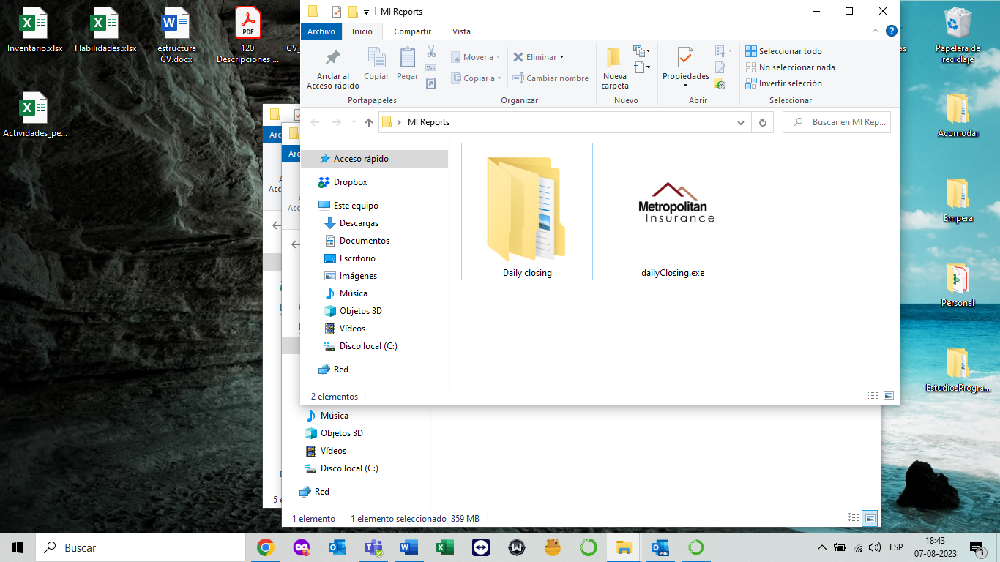 Inventario.xlsx
Habilidades.xlsx
estructura
CV.docx
PDF
120
Descripciones ...
CV_
Actividades_pe...
MI Reports
Archivo
Inicio
Compartir
Vista
Anclar al
Acceso rápido
Copiar
Pegar
Portapapeles
Mover a
Copiar a
Eliminar
Cambiar nombre
Organizar
Nueva
carpeta
Nuevo
Propiedades
Abrir
Seleccionar todo
No seleccionar nada
Invertir selección
Seleccionar
MI Reports
Buscar en MI Rep...
Acceso rápido
Dropbox
Este equipo
Descargas
Documentos
Escritorio
Imágenes
Música
Objetos 3D
Vídeos
Disco local (C:)
Red
Daily closing
Metropolitan
Insurance
dailyClosing.exe
2 elementos
Arc
Arc
Acc
Acc
Música
Objetos 3D
Vídeos
Disco local (C:)
Red
5 e
1 elemento
1 elemento seleccionado 359 MB
as
Papelera de
reciclaje
Acomodar
Empera
Personal
EstudiosProgra...
Buscar
PRE
ESP
18:43
07-08-2023
3